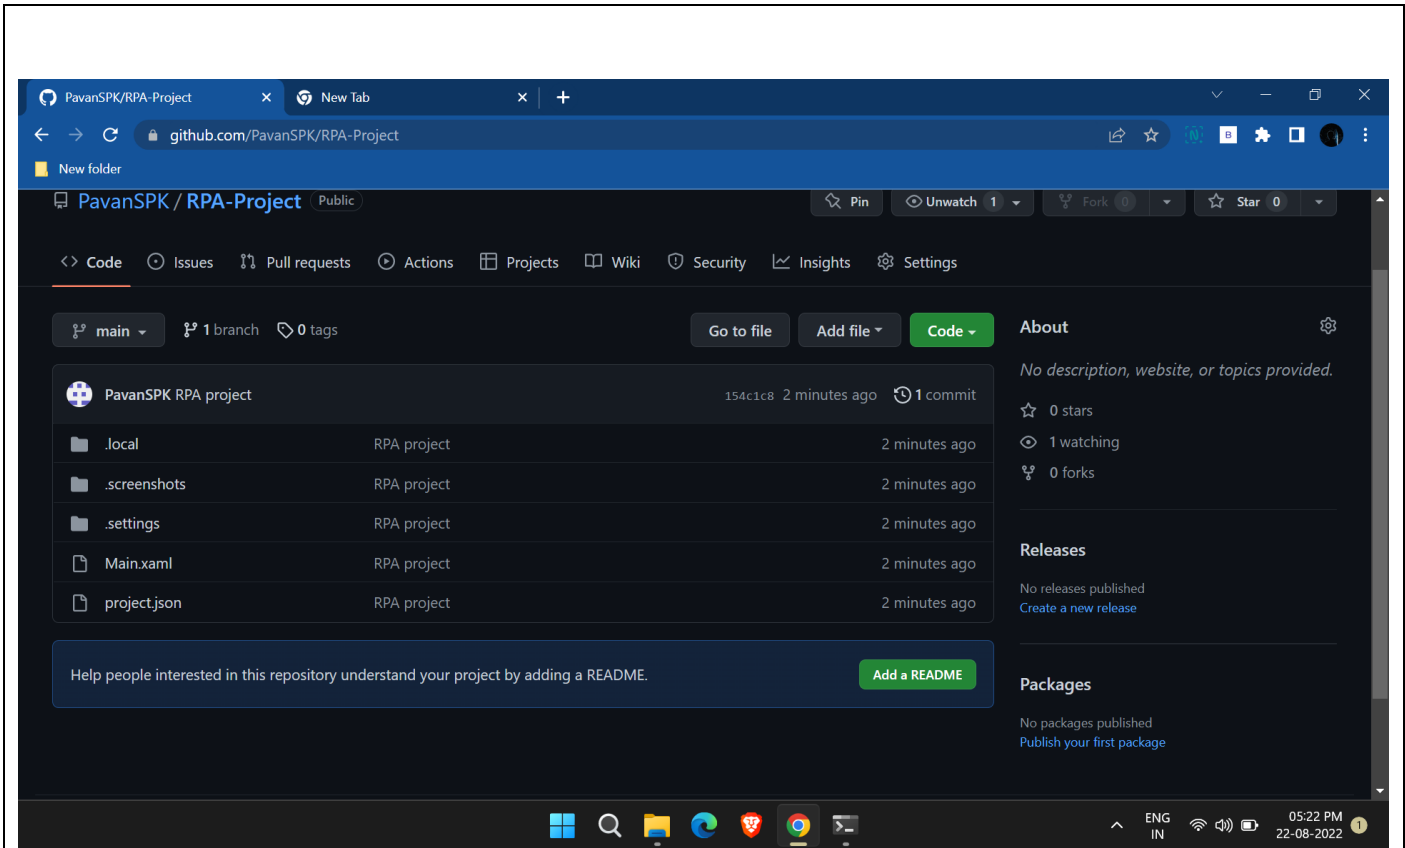 PavanSPK/RPA-Project New Tab
github.com/PavanSPK/RPA-Project
New folder
PavanSPK / RPA-Project Public Pin Unwatch 1 Fork 0 Star 0
Code Issues Pull requests Actions Projects Wiki Security Insights Settings
main 1 branch 0 tags Go to file Add file Code
PavanSPK RPA project 154c1c8 2 minutes ago 1 commit
.local RPA project 2 minutes ago
.screenshots RPA project 2 minutes ago
.settings RPA project 2 minutes ago
Main.xaml RPA project 2 minutes ago
project.json RPA project 2 minutes ago
Help people interested in this repository understand your project by adding a README. Add a README
About
No description, website, or topics provided.
0 stars
1 watching
0 forks
Releases
No releases published
Create a new release
Packages
No packages published
Publish your first package
ENG
IN
05:22 PM
22-08-2022
1